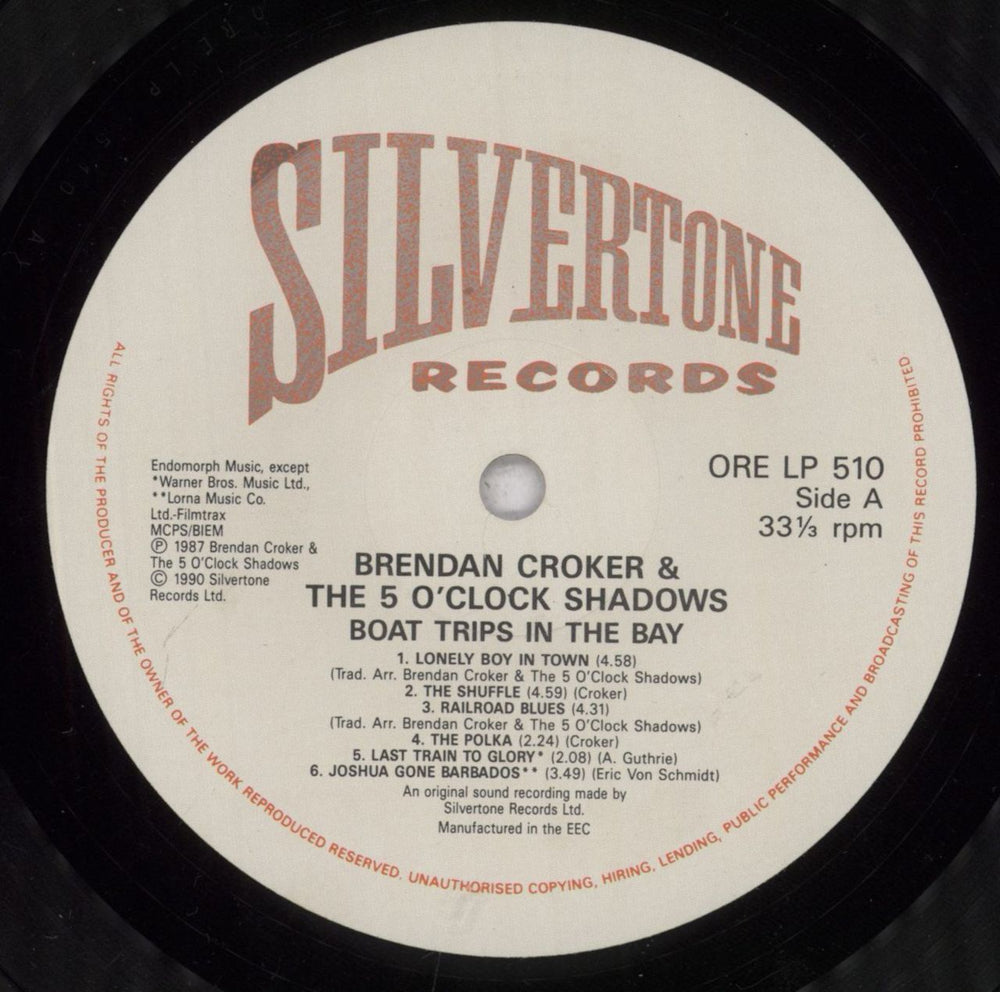 SILVERTONE
RECORDS
Endomorph Music, except
*Warner Bros. Music Ltd.,
**Lorna Music Co.
Ltd.-Filmtrax
MCPS/BIEM
Ⓟ 1987 Brendan Croker &
The 5 O'Clock Shadows
© 1990 Silvertone
Records Ltd.
ORE LP 510
Side A
33⅓ rpm
BRENDAN CROKER &
THE 5 O'CLOCK SHADOWS
BOAT TRIPS IN THE BAY
1. LONELY BOY IN TOWN (4.58)
(Trad. Arr. Brendan Croker & The 5 O'Clock Shadows)
2. THE SHUFFLE (4.59) (Croker)
3. RAILROAD BLUES (4.31)
(Trad. Arr. Brendan Croker & The 5 O'Clock Shadows)
4. THE POLKA (2.24) (Croker)
5. LAST TRAIN TO GLORY* (2.08) (A. Guthrie)
6. JOSHUA GONE BARBADOS** (3.49) (Eric Von Schmidt)
An original sound recording made by
Silvertone Records Ltd.
Manufactured in the EEC
ALL RIGHTS OF THE PRODUCER AND OF THE OWNER OF THE WORK REPRODUCED RESERVED. UNAUTHORISED COPYING, HIRING, LENDING, PUBLIC PERFORMANCE AND BROADCASTING OF THIS RECORD PROHIBITED